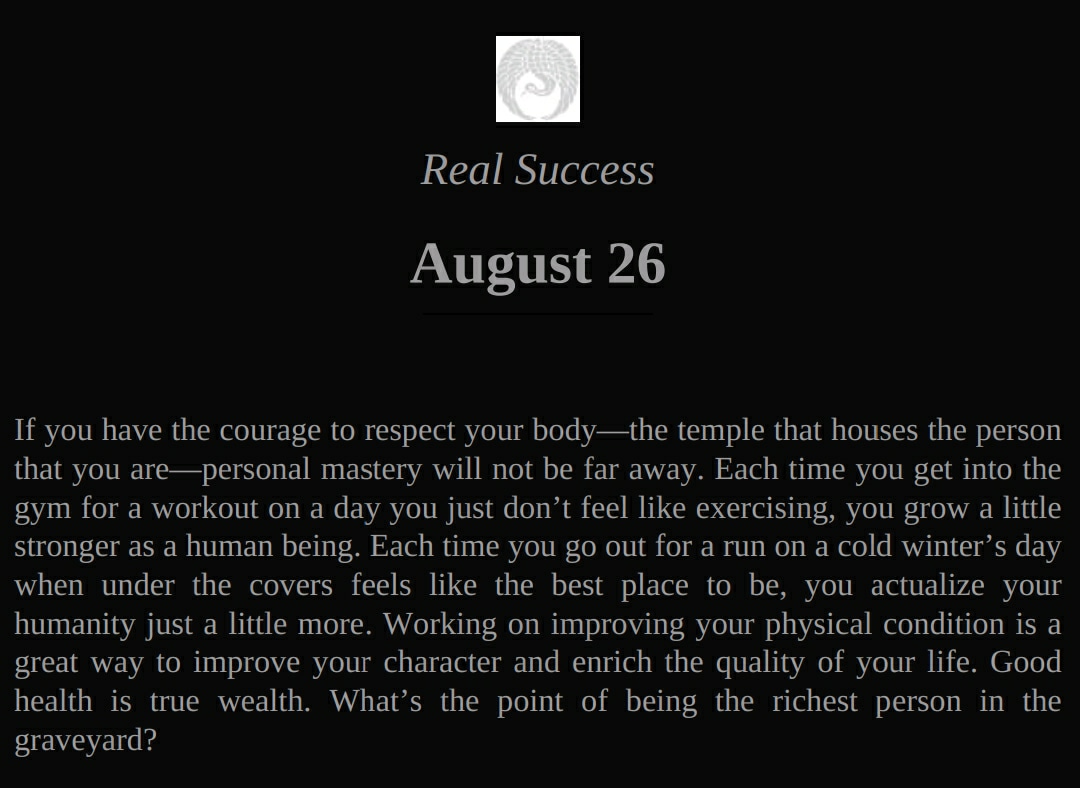 Real Success
August 26
If you have the courage to respect your body—the temple that houses the person
that you are—personal mastery will not be far away. Each time you get into the
gym for a workout on a day you just don’t feel like exercising, you grow a little
stronger as a human being. Each time you go out for a run on a cold winter’s day
when under the covers feels like the best place to be, you actualize your
humanity just a little more. Working on improving your physical condition is a
great way to improve your character and enrich the quality of your life. Good
health is true wealth. What’s the point of being the richest person in the
graveyard?